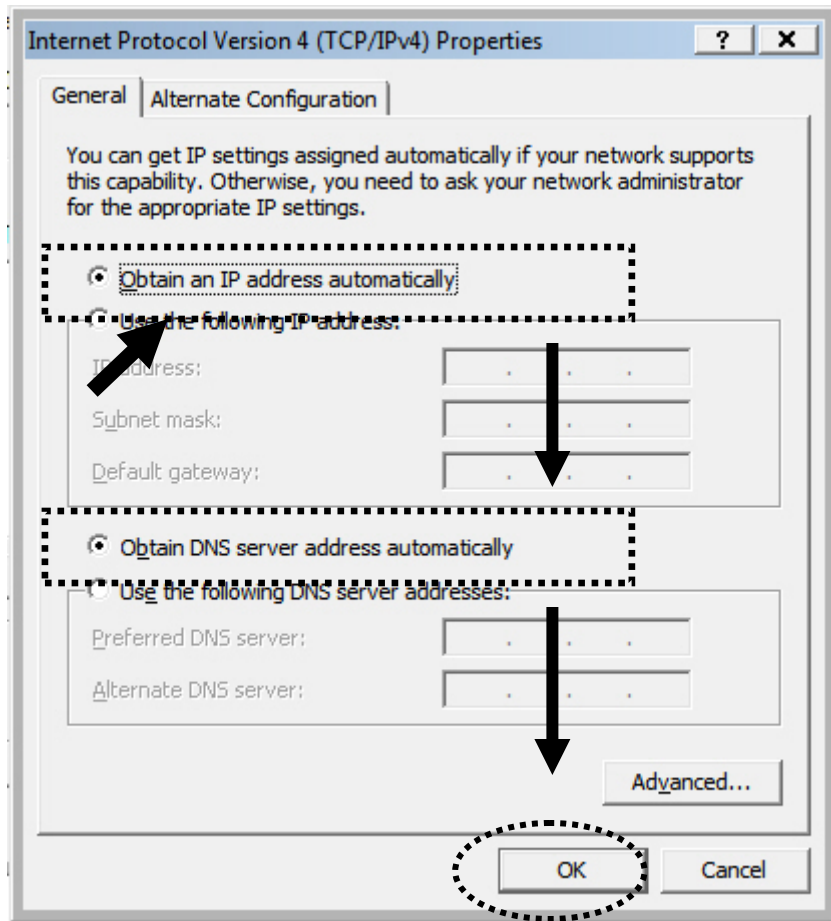 Internet Protocol Version 4 (TCP/IPv4) Properties
General
Alternate Configuration
You can get IP settings assigned automatically if your network supports
this capability. Otherwise, you need to ask your network administrator
for the appropriate IP settings.
Obtain an IP address automatically
Use the following IP address:
IP address:
Subnet mask:
Default gateway:
Obtain DNS server address automatically
Use the following DNS server addresses:
Preferred DNS server:
Alternate DNS server:
Advanced...
OK
Cancel